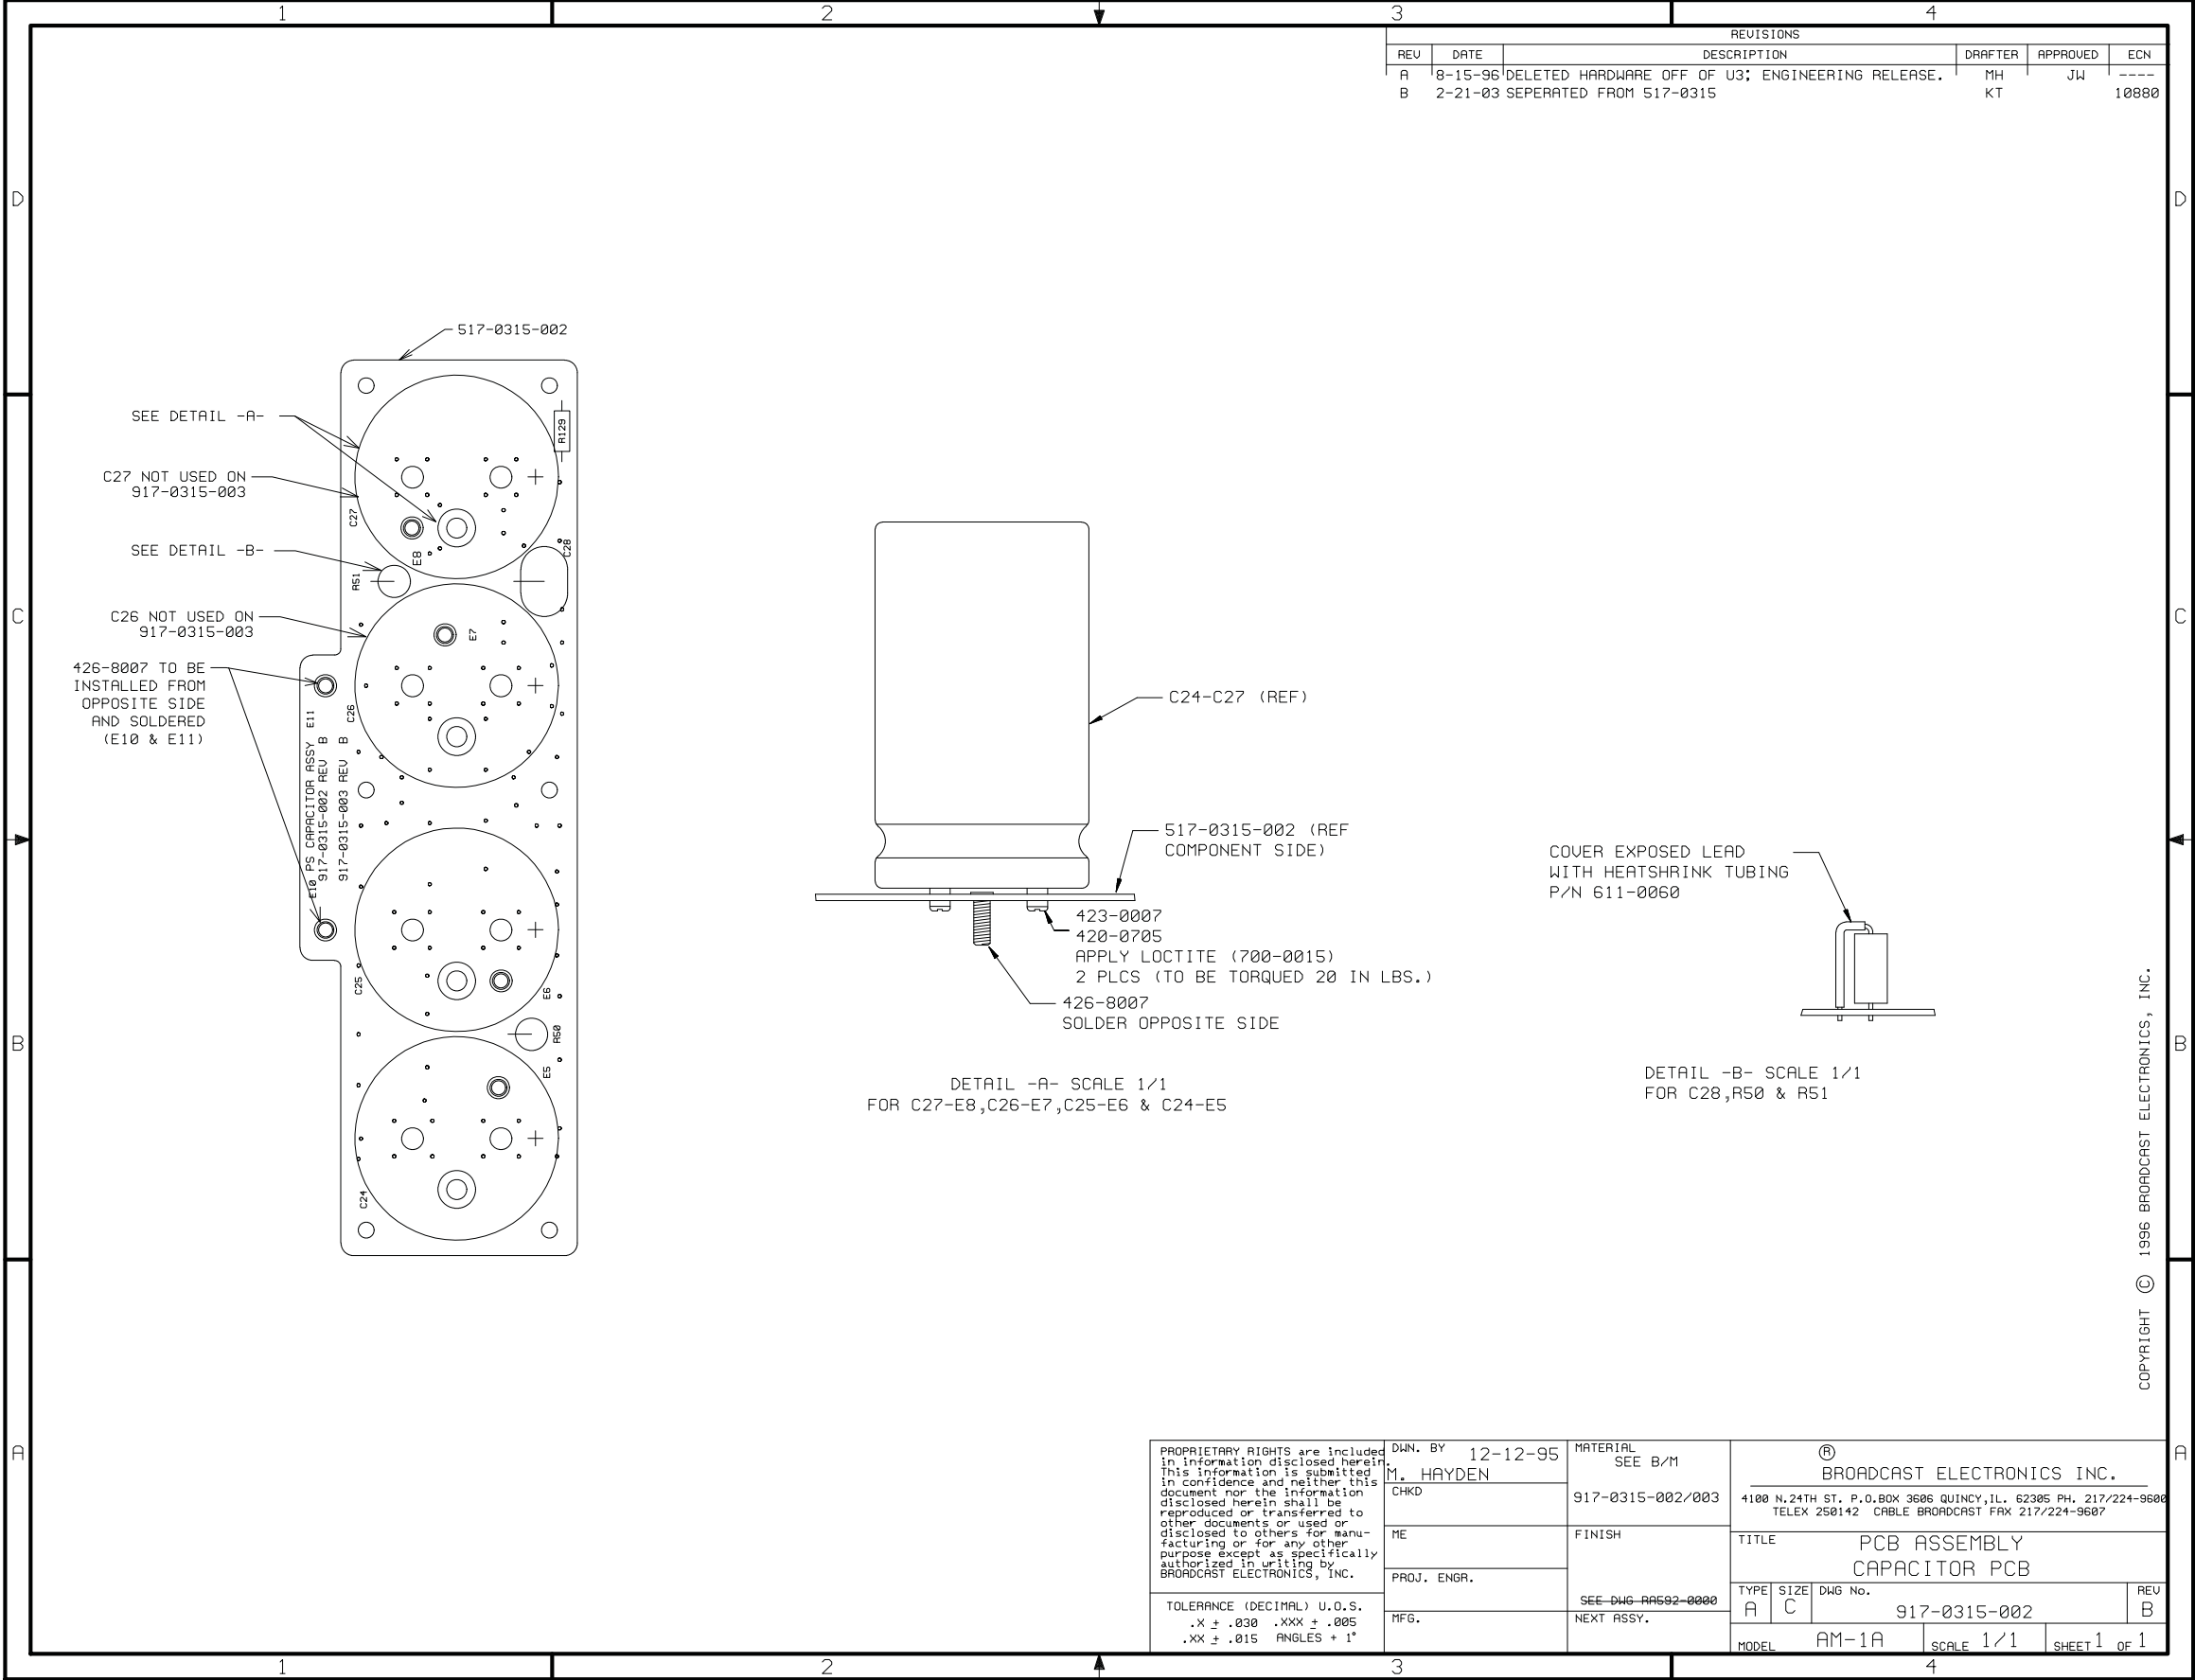 1
2
3
4
REVISIONS
REV DATE DESCRIPTION DRAFTER APPROVED ECN
A 8-15-96 DELETED HARDWARE OFF OF U3; ENGINEERING RELEASE. MH JW ----
B 2-21-03 SEPERATED FROM 517-0315 KT 10880
D
D
517-0315-002
SEE DETAIL -A-
R129
C27 NOT USED ON
917-0315-003
C27
SEE DETAIL -B-
E8
C28
R51
C26 NOT USED ON
917-0315-003
C
C
E7
426-8007 TO BE
INSTALLED FROM
OPPOSITE SIDE
AND SOLDERED
(E10 & E11)
E11
C26
PS CAPACITOR ASSY
917-0315-002 REV B
917-0315-003 REV B
E10
C25
E6
R50
E5
C24
C24-C27 (REF)
517-0315-002 (REF
COMPONENT SIDE)
423-0007
420-0705
APPLY LOCTITE (700-0015)
2 PLCS (TO BE TORQUED 20 IN LBS.)
426-8007
SOLDER OPPOSITE SIDE
DETAIL -A- SCALE 1/1
FOR C27-E8,C26-E7,C25-E6 & C24-E5
COVER EXPOSED LEAD
WITH HEATSHRINK TUBING
P/N 611-0060
DETAIL -B- SCALE 1/1
FOR C28,R50 & R51
B
B
COPYRIGHT © 1996 BROADCAST ELECTRONICS, INC.
A
A
PROPRIETARY RIGHTS are included
in information disclosed herein.
This information is submitted
in confidence and neither this
document nor the information
disclosed herein shall be
reproduced or transferred to
other documents or used or
disclosed to others for manu-
facturing or for any other
purpose except as specifically
authorized in writing by
BROADCAST ELECTRONICS, INC.
TOLERANCE (DECIMAL) U.O.S.
.X ± .030 .XXX ± .005
.XX ± .015 ANGLES + 1°
DWN. BY 12-12-95
M. HAYDEN
CHKD
ME
PROJ. ENGR.
MFG.
MATERIAL
SEE B/M
917-0315-002/003
FINISH
SEE DWG RA592-0000
NEXT ASSY.
®
BROADCAST ELECTRONICS INC.
4100 N.24TH ST. P.O.BOX 3606 QUINCY,IL. 62305 PH. 217/224-9600
TELEX 250142 CABLE BROADCAST FAX 217/224-9607
TITLE PCB ASSEMBLY
CAPACITOR PCB
TYPE SIZE DWG No. REV
A C 917-0315-002 B
MODEL AM-1A SCALE 1/1 SHEET 1 OF 1
1
2
3
4